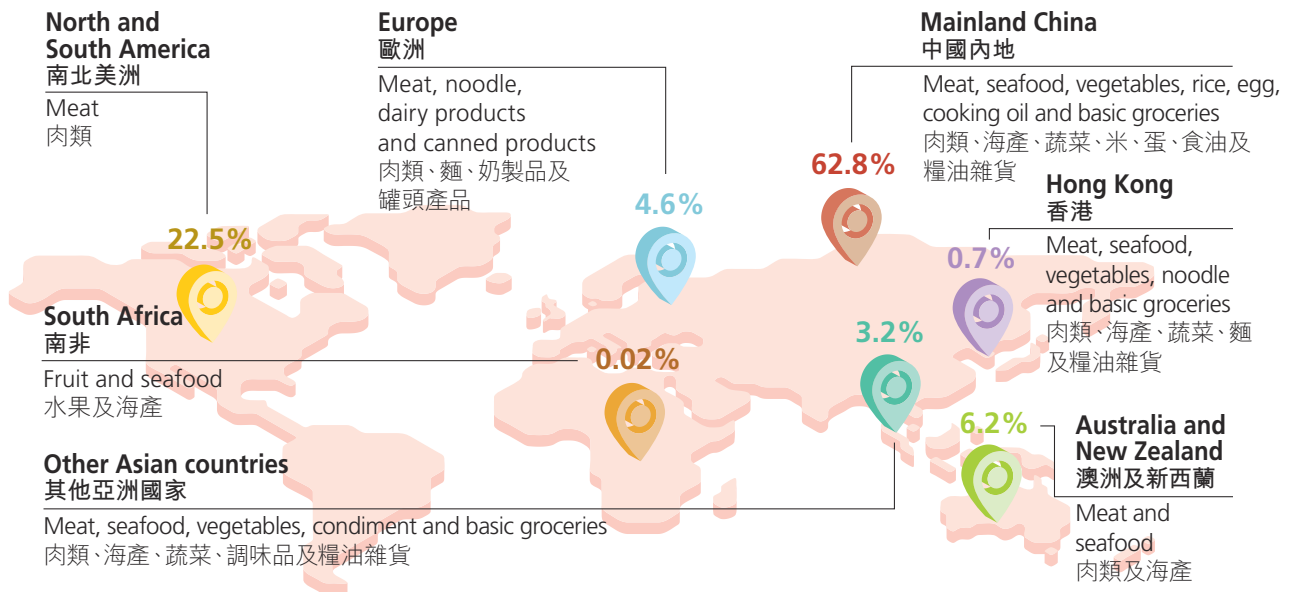 North and
South America
南北美洲
Meat
肉類
22.5%
Europe
歐洲
Meat, noodle,
dairy products
and canned products
肉類、麵、奶製品及
罐頭產品
4.6%
Mainland China
中國內地
Meat, seafood, vegetables, rice, egg,
cooking oil and basic groceries
肉類、海產、蔬菜、米、蛋、食油及
糧油雜貨
62.8%
Hong Kong
香港
Meat, seafood,
vegetables, noodle
and basic groceries
肉類、海產、蔬菜、麵
及糧油雜貨
0.7%
South Africa
南非
Fruit and seafood
水果及海產
0.02%
Other Asian countries
其他亞洲國家
Meat, seafood, vegetables, condiment and basic groceries
肉類、海產、蔬菜、調味品及糧油雜貨
3.2%
6.2%
Australia and
New Zealand
澳洲及新西蘭
Meat and
seafood
肉類及海產